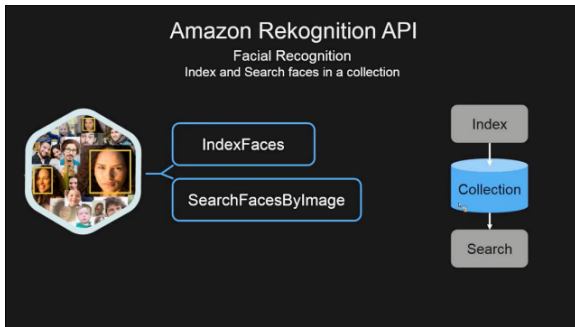 Amazon Rekognition API
Facial Recognition
Index and Search faces in a collection
IndexFaces
SearchFacesByImage
Index
Collection
Search